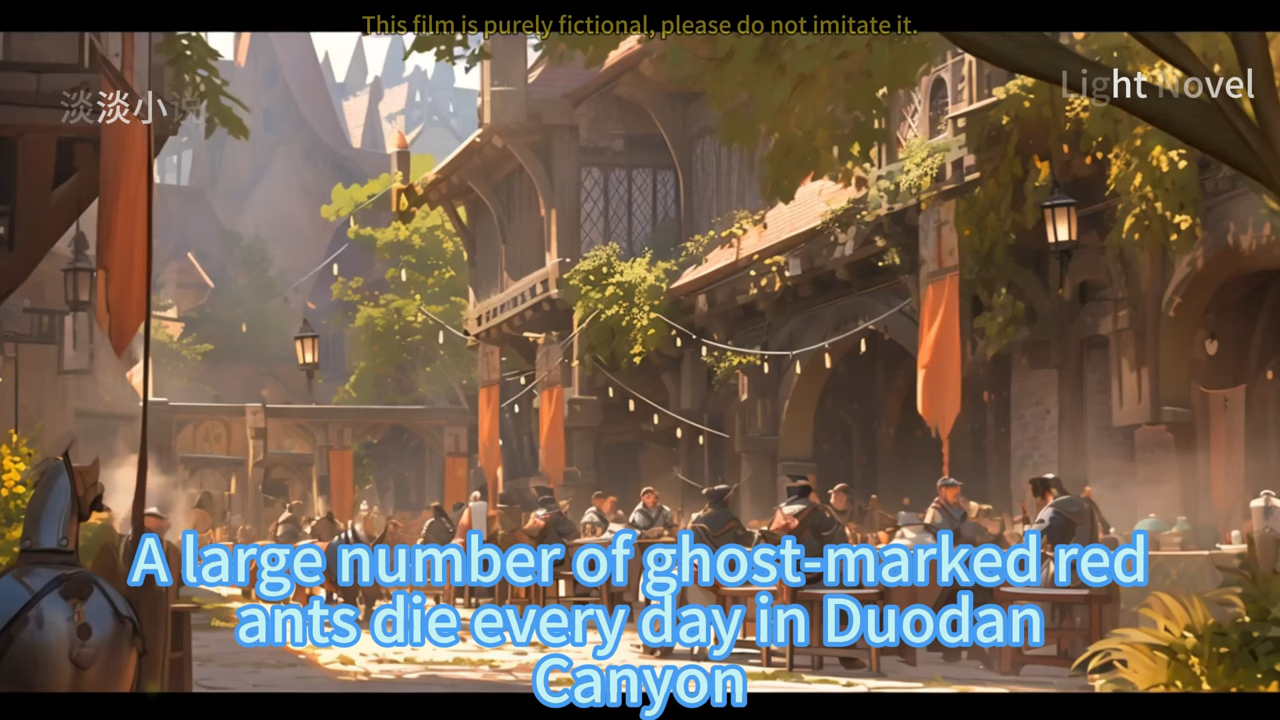 This film is purely fictional, please do not imitate it.
淡淡小说
Light Novel
A large number of ghost-marked red
ants die every day in Duodan
Canyon